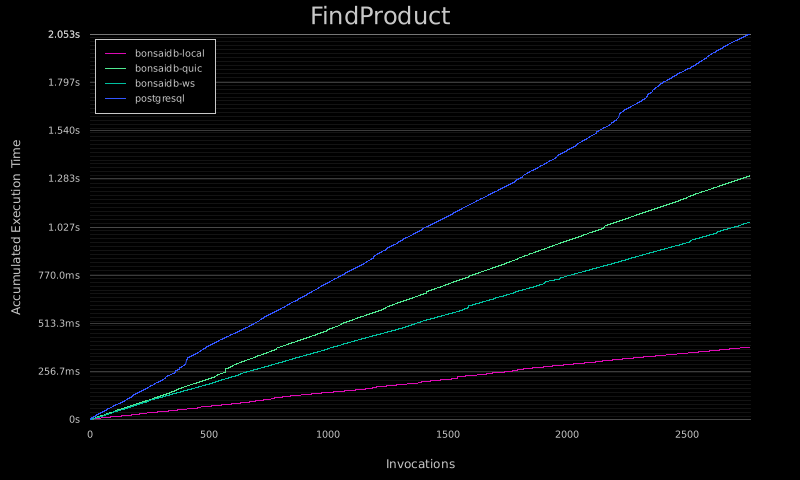 FindProduct
2.053s
1.797s
1.540s
1.283s
1.027s
770.0ms
513.3ms
256.7ms
0s
bonsaidb-local
bonsaidb-quic
bonsaidb-ws
postgresql
Accumulated Execution Time
0 500 1000 1500 2000 2500
Invocations